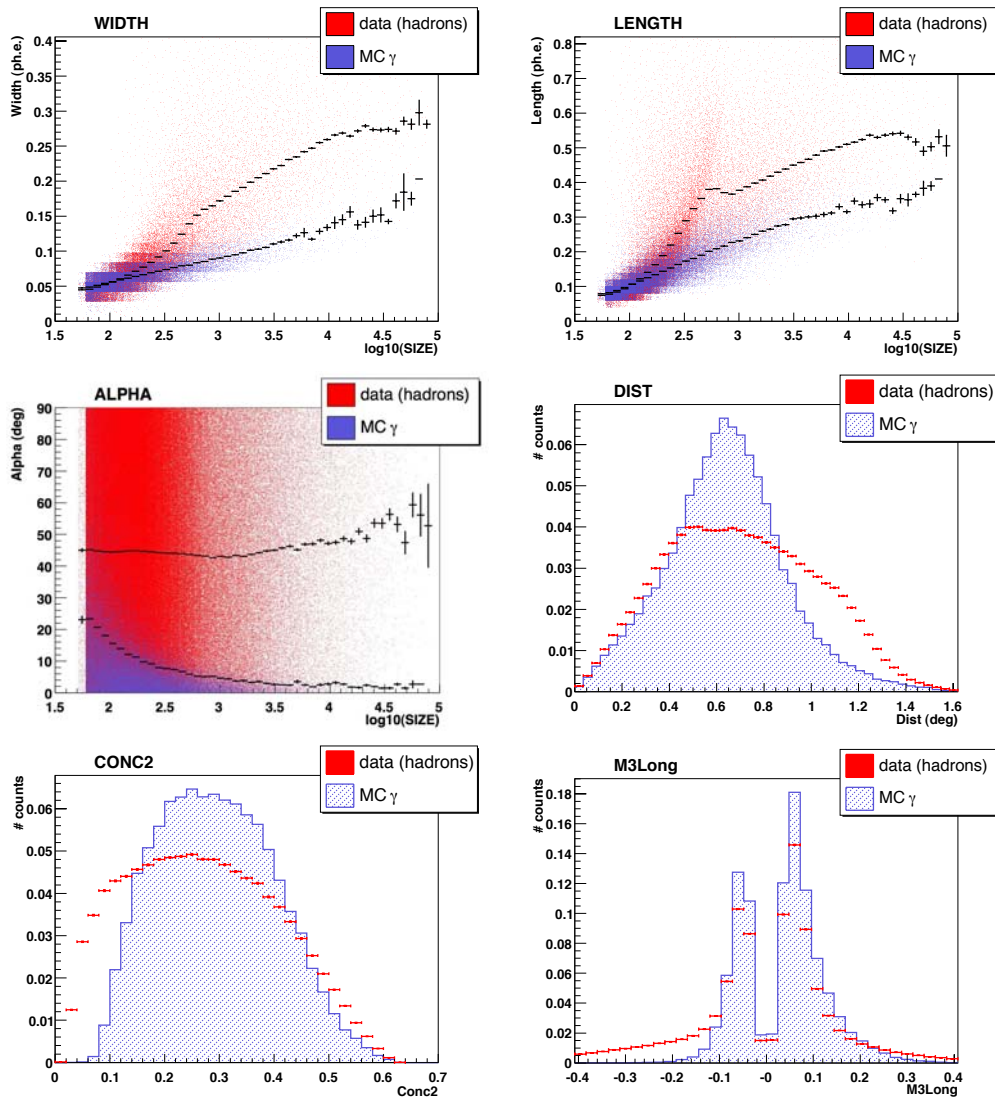 WIDTH
data (hadrons)
MC γ
Width (ph.e.)
0.4
0.35
0.3
0.25
0.2
0.15
0.1
0.05
0
1.5 2 2.5 3 3.5 4 4.5 5
log10(SIZE)
LENGTH
data (hadrons)
MC γ
Length (ph.e.)
0.8
0.7
0.6
0.5
0.4
0.3
0.2
0.1
0
1.5 2 2.5 3 3.5 4 4.5 5
log10(SIZE)
ALPHA
data (hadrons)
MC γ
Alpha (deg)
90
80
70
60
50
40
30
20
10
0
1.5 2 2.5 3 3.5 4 4.5 5
log10(SIZE)
DIST
data (hadrons)
MC γ
# counts
0.06
0.05
0.04
0.03
0.02
0.01
0
0 0.2 0.4 0.6 0.8 1 1.2 1.4 1.6
Dist (deg)
CONC2
data (hadrons)
MC γ
# counts
0.06
0.05
0.04
0.03
0.02
0.01
0.00
0 0.1 0.2 0.3 0.4 0.5 0.6 0.7
Conc2
M3Long
data (hadrons)
MC γ
# counts
0.18
0.16
0.14
0.12
0.10
0.08
0.06
0.04
0.02
0.00
-0.4 -0.3 -0.2 -0.1 -0 0.1 0.2 0.3 0.4
M3Long